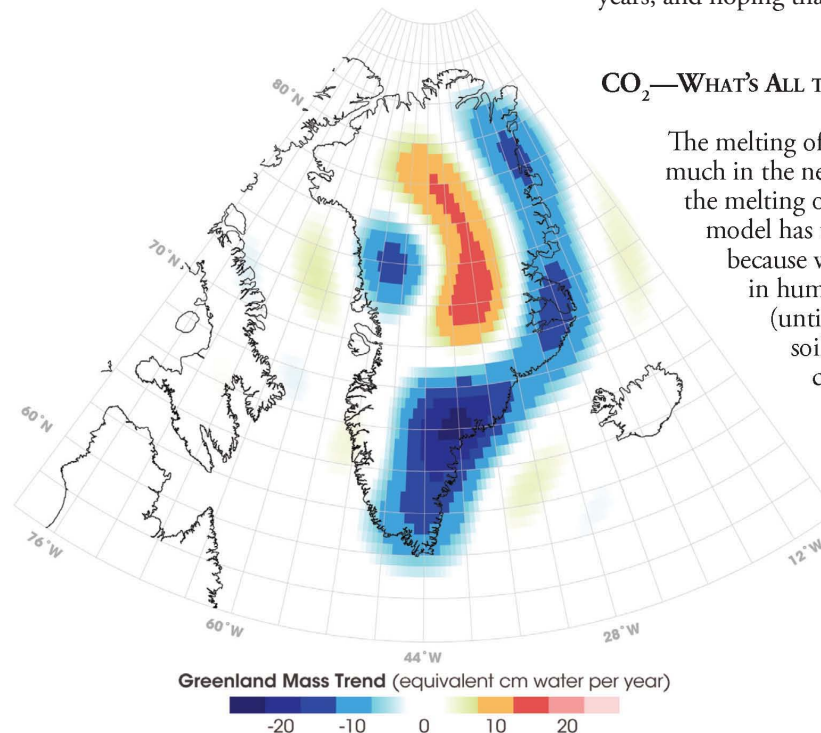 years, and hoping tha
CO2—WHAT'S ALL T
The melting of
much in the ne
the melting o
model has
because w
in hum
(unti
soi
c
80°N
70°N
60°N
76°W
60°W
44°W
28°W
12°W
Greenland Mass Trend (equivalent cm water per year)
-20 -10 0 10 20